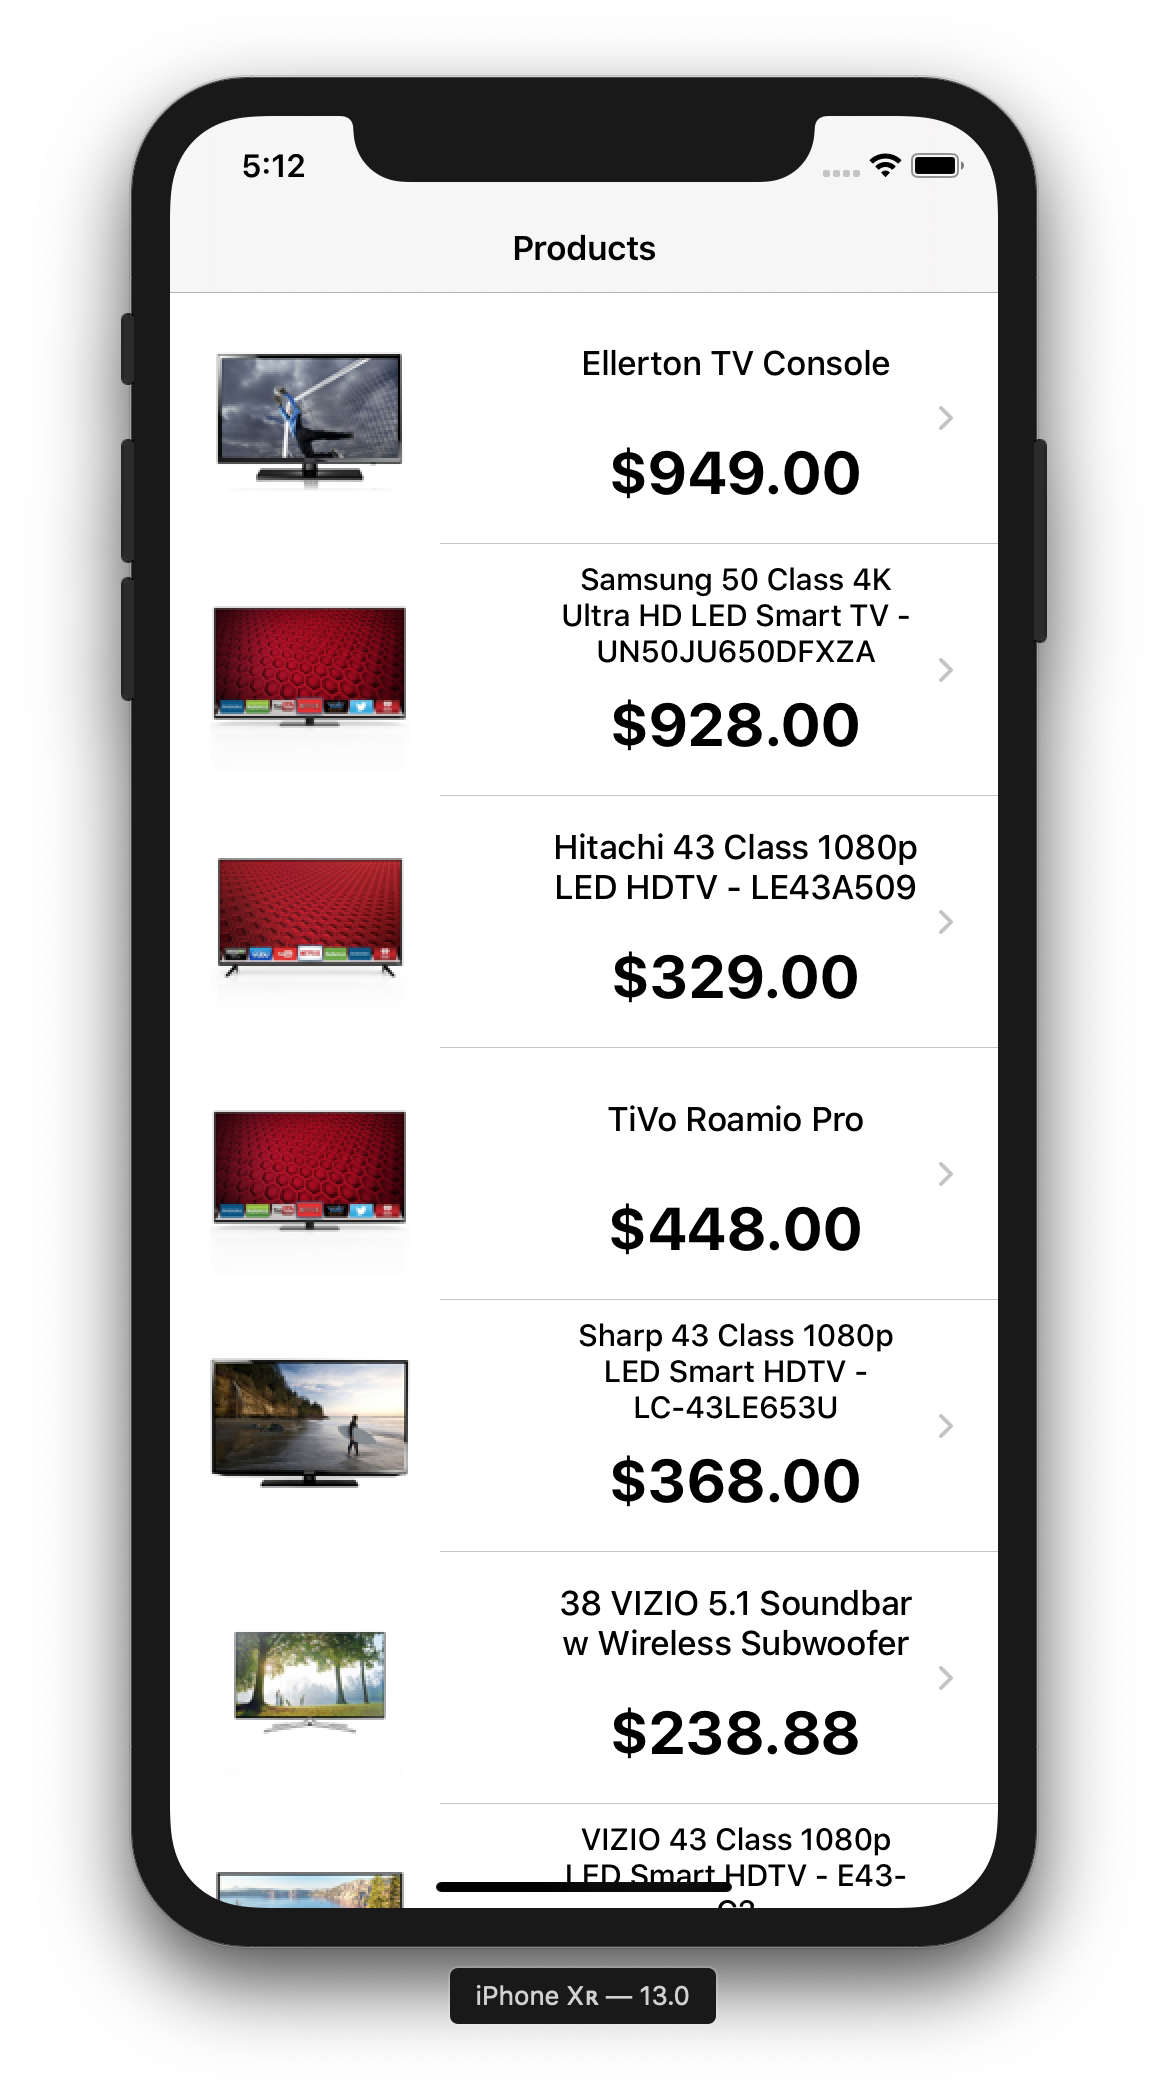 5:12
Products
Ellerton TV Console
$949.00
Samsung 50 Class 4K
Ultra HD LED Smart TV -
UN50JU650DFXZA
$928.00
Hitachi 43 Class 1080p
LED HDTV - LE43A509
$329.00
TiVo Roamio Pro
$448.00
Sharp 43 Class 1080p
LED Smart HDTV -
LC-43LE653U
$368.00
38 VIZIO 5.1 Soundbar
w Wireless Subwoofer
$238.88
VIZIO 43 Class 1080p
LED Smart HDTV - E43-
iPhone Xʀ — 13.0